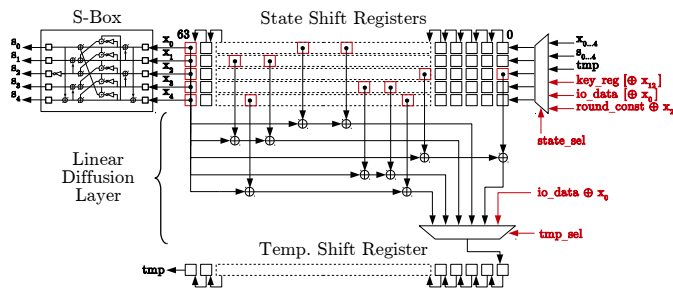 S-Box
State Shift Registers
63
0
s₀
s₁
s₂
s₃
s₄
x₀
x₁
x₂
x₃
x₄
x₀...₄
s₀...₄
tmp
key_reg [⊕ x₁₂]
io_data [⊕ x₀]
round_const ⊕ x₂
state_sel
Linear
Diffusion
Layer
io_data ⊕ x₀
tmp_sel
Temp. Shift Register
tmp